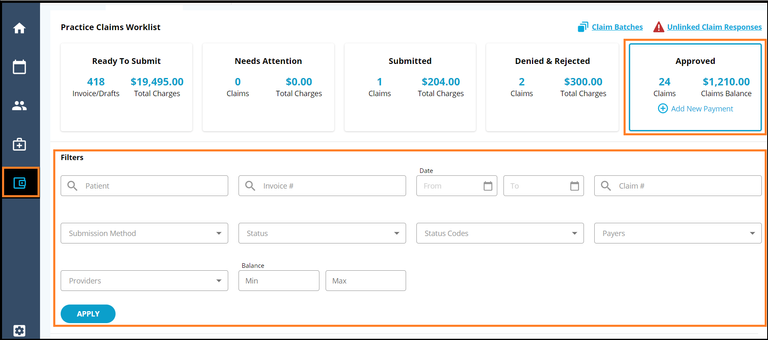 Practice Claims Worklist
Claim Batches
Unlinked Claim Responses
Ready To Submit
418
$19,495.00
Invoice/Drafts
Total Charges
Needs Attention
0
$0.00
Claims
Total Charges
Submitted
1
$204.00
Claims
Total Charges
Denied & Rejected
2
$300.00
Claims
Total Charges
Approved
24
$1,210.00
Claims
Claims Balance
Add New Payment
Filters
Patient
Invoice #
Date
From
To
Claim #
Submission Method
Status
Status Codes
Payers
Providers
Balance
Min
Max
APPLY